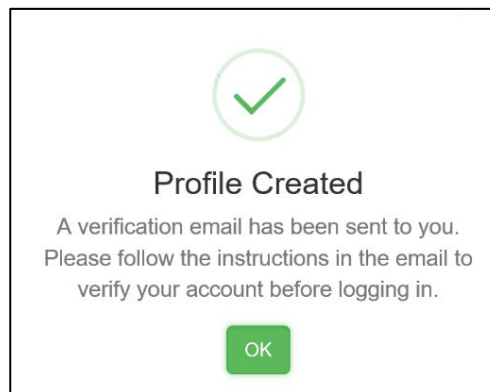 Profile Created
A verification email has been sent to you.
Please follow the instructions in the email to
verify your account before logging in.
OK